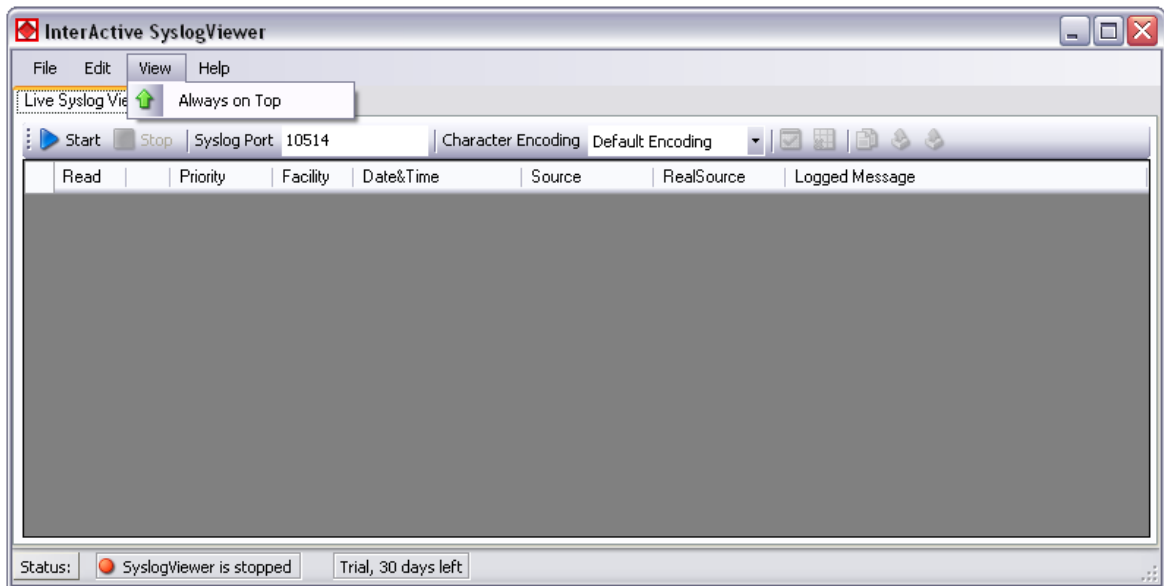 InterActive SyslogViewer
File Edit View Help
Live Syslog Vie Always on Top
Start Stop Syslog Port 10514 Character Encoding Default Encoding
Read Priority Facility Date&Time Source RealSource Logged Message
Status: SyslogViewer is stopped Trial, 30 days left